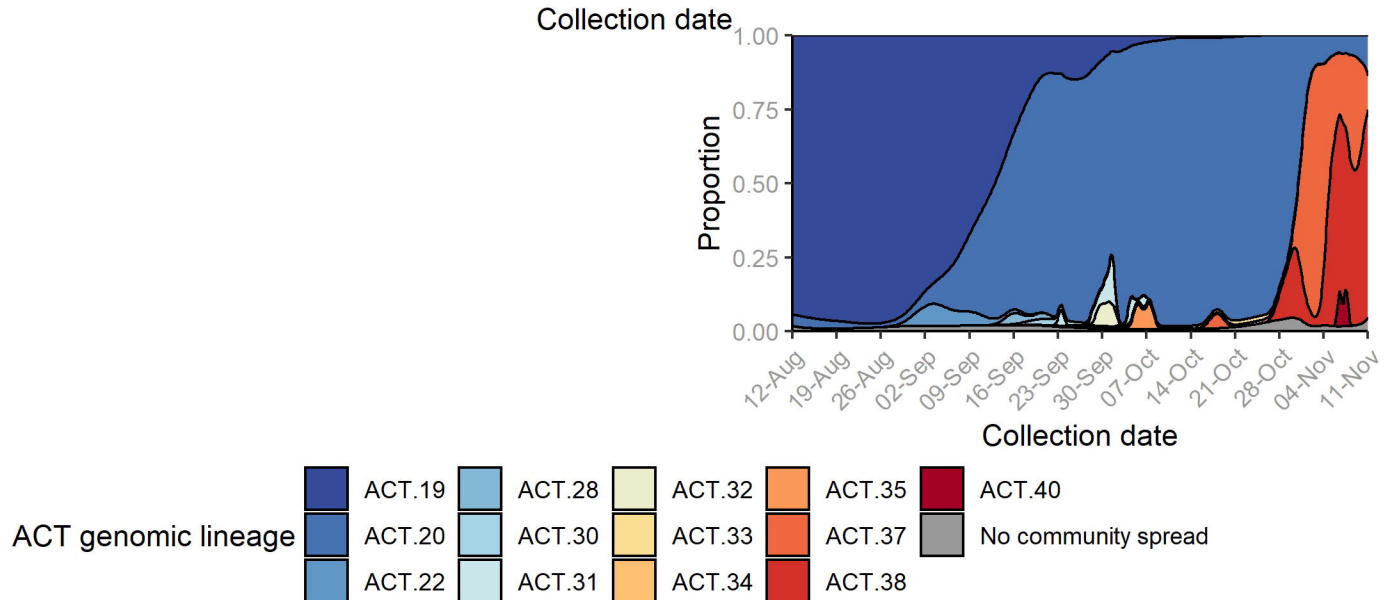 Collection date
1.00
0.75
0.50
0.25
0.00
Proportion
12-Aug
19-Aug
26-Aug
02-Sep
09-Sep
16-Sep
23-Sep
30-Sep
07-Oct
14-Oct
21-Oct
28-Oct
04-Nov
11-Nov
Collection date
ACT genomic lineage
ACT.19
ACT.20
ACT.22
ACT.28
ACT.30
ACT.31
ACT.32
ACT.33
ACT.34
ACT.35
ACT.37
ACT.38
ACT.40
No community spread